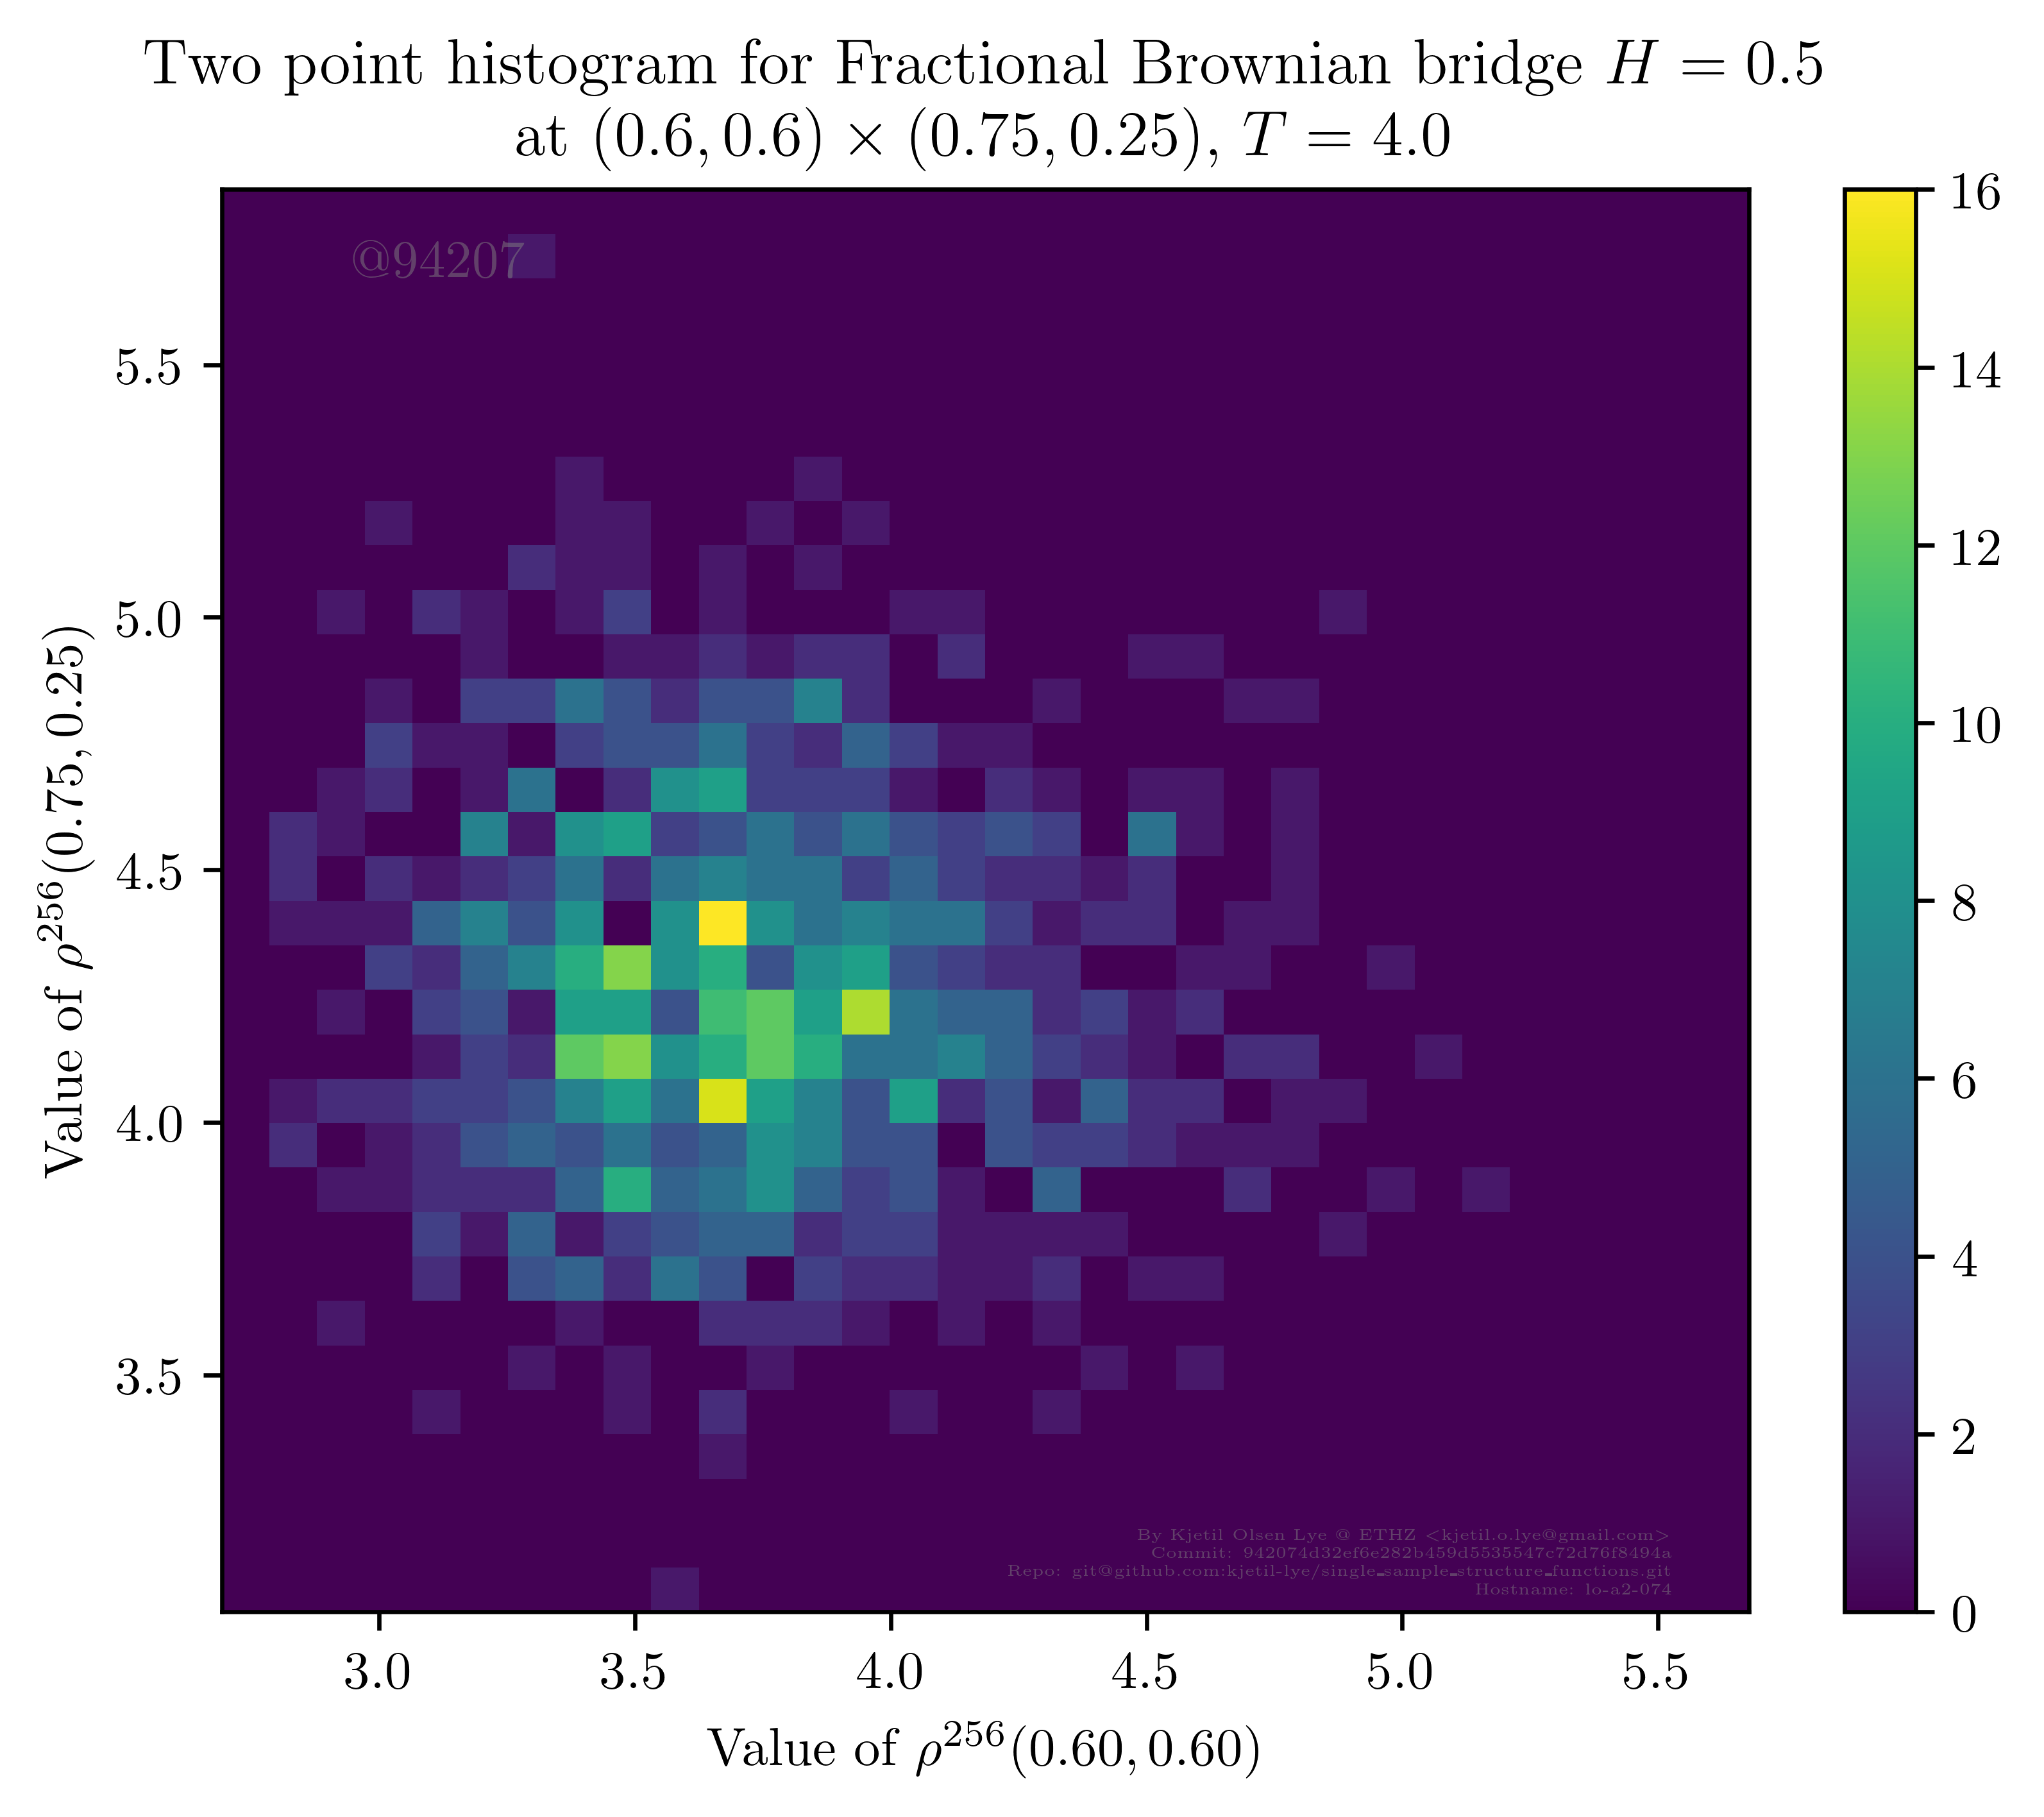 Two point histogram for Fractional Brownian bridge H = 0.5
at (0.6, 0.6) × (0.75, 0.25), T = 4.0
@94207
16
14
12
10
8
6
4
2
0
5.5
5.0
4.5
4.0
3.5
Value of ρ^256(0.75, 0.25)
By Kjetil Olsen Lye @ ETHZ <kjetil.o.lye@gmail.com>
Commit: 942074d32ef6e282b459d5535547c72d76f8494a
Repo: git@github.com:kjetil-lye/single_sample_structure_functions.git
Hostname: lo-a2-074
3.0 3.5 4.0 4.5 5.0 5.5
Value of ρ^256(0.60, 0.60)